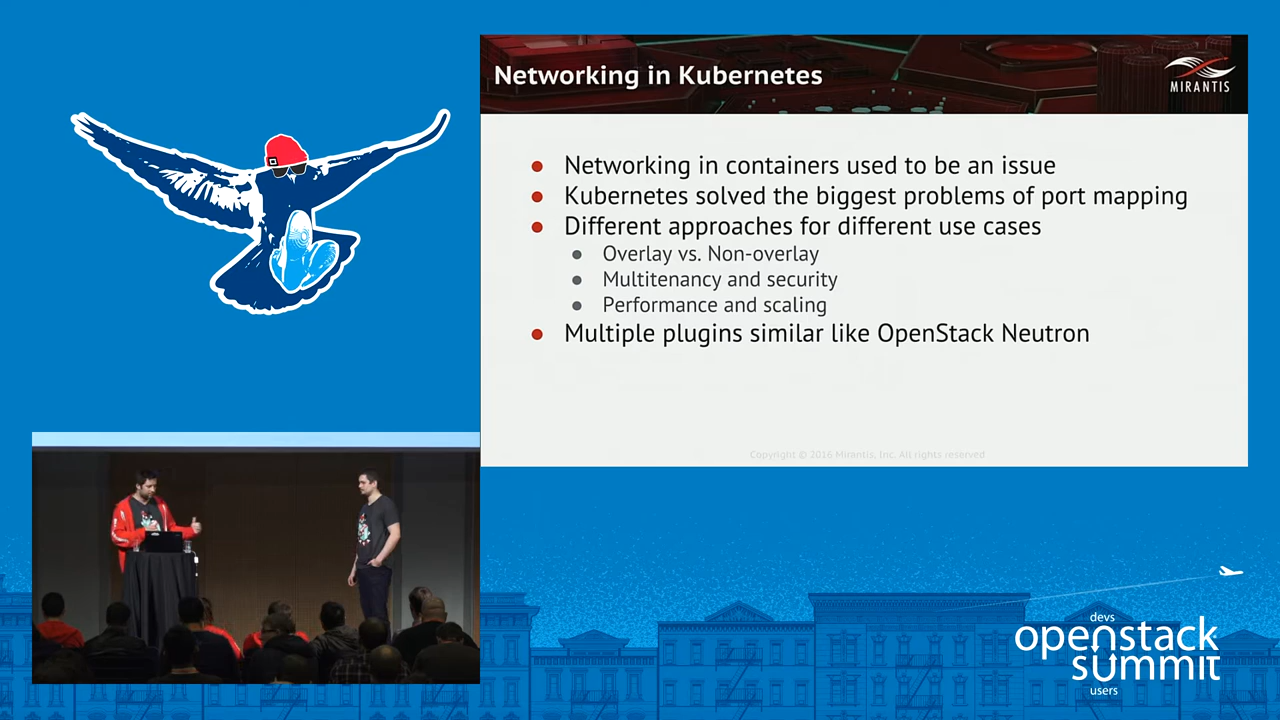 Networking in Kubernetes
MIRANTIS
Networking in containers used to be an issue
Kubernetes solved the biggest problems of port mapping
Different approaches for different use cases
Overlay vs. Non-overlay
Multitenancy and security
Performance and scaling
Multiple plugins similar like OpenStack Neutron
Copyright © 2016 Mirantis, Inc. All rights reserved
devs
openstack
summit
users